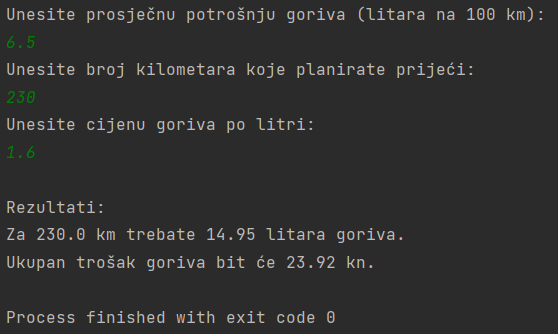 Unesite prosječnu potrošnju goriva (litara na 100 km):
6.5
Unesite broj kilometara koje planirate prijeći:
230
Unesite cijenu goriva po litri:
1.6
Rezultati:
Za 230.0 km trebate 14.95 litara goriva.
Ukupan trošak goriva bit će 23.92 kn.
Process finished with exit code 0